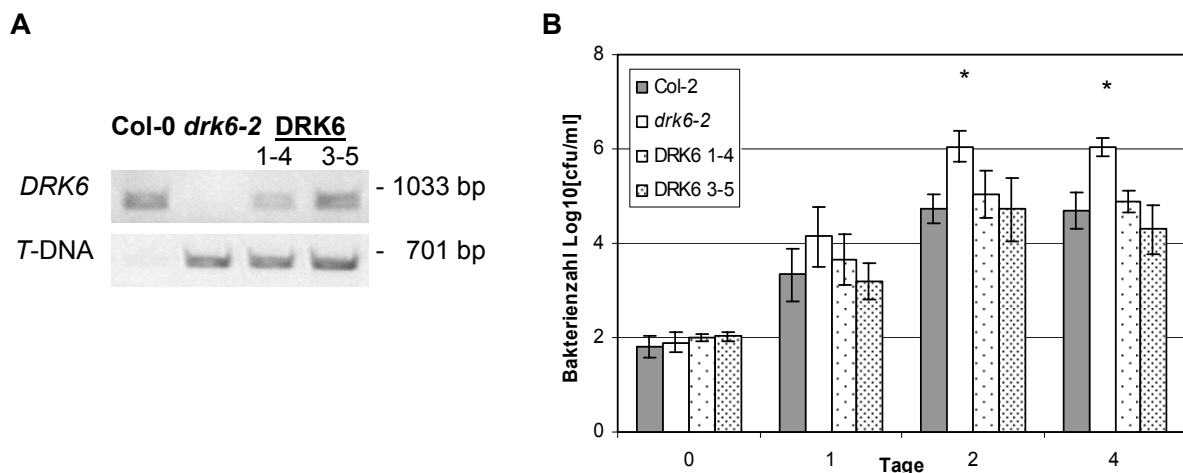 A
Col-0 drk6-2 DRK6
1-4 3-5
DRK6 - 1033 bp
T-DNA - 701 bp
B
8
6
4
2
0
Bakterienzahl Log10[cfu/ml]
Col-2
drk6-2
DRK6 1-4
DRK6 3-5
* *
0 1 2 4
Tage